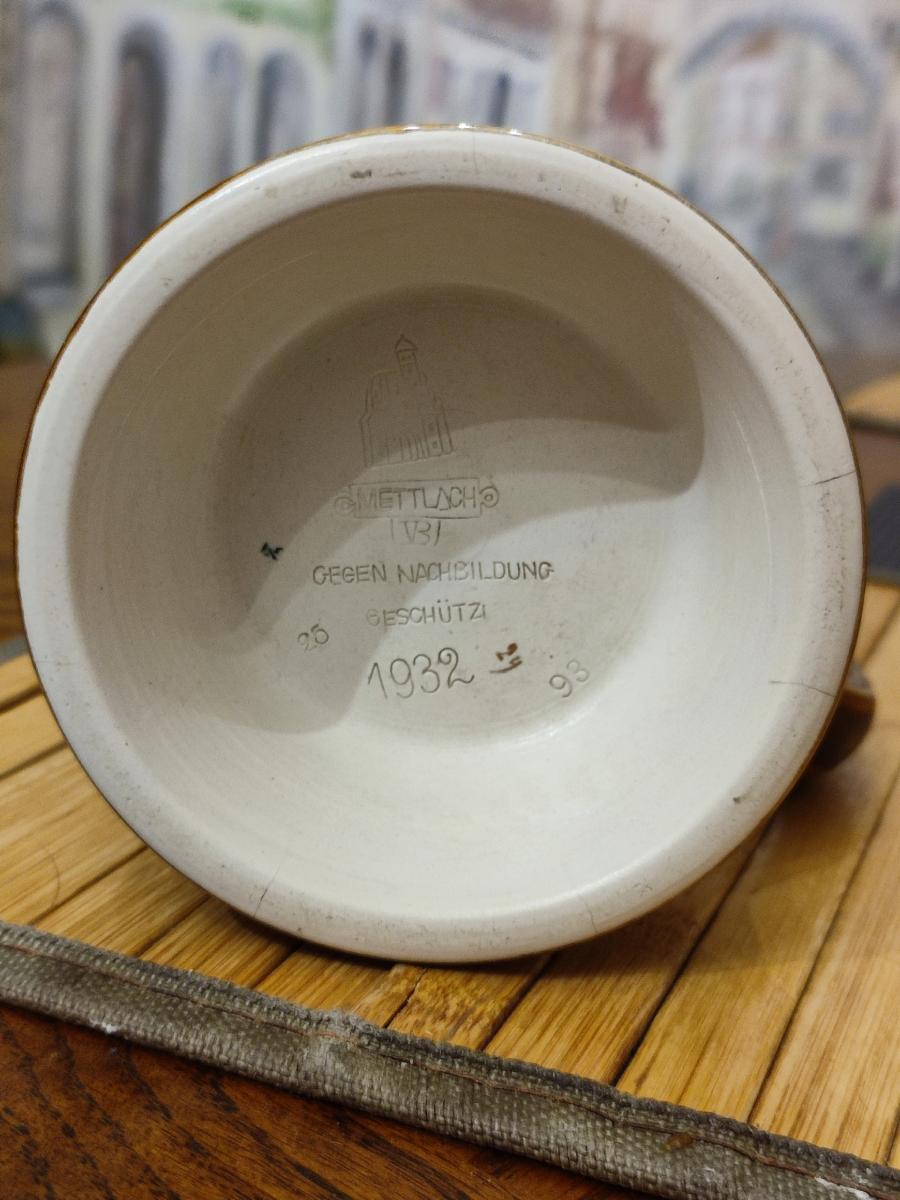 METTLACH
VB
GEGEN NACHBILDUNG
GESCHÜTZT
25
1932
93